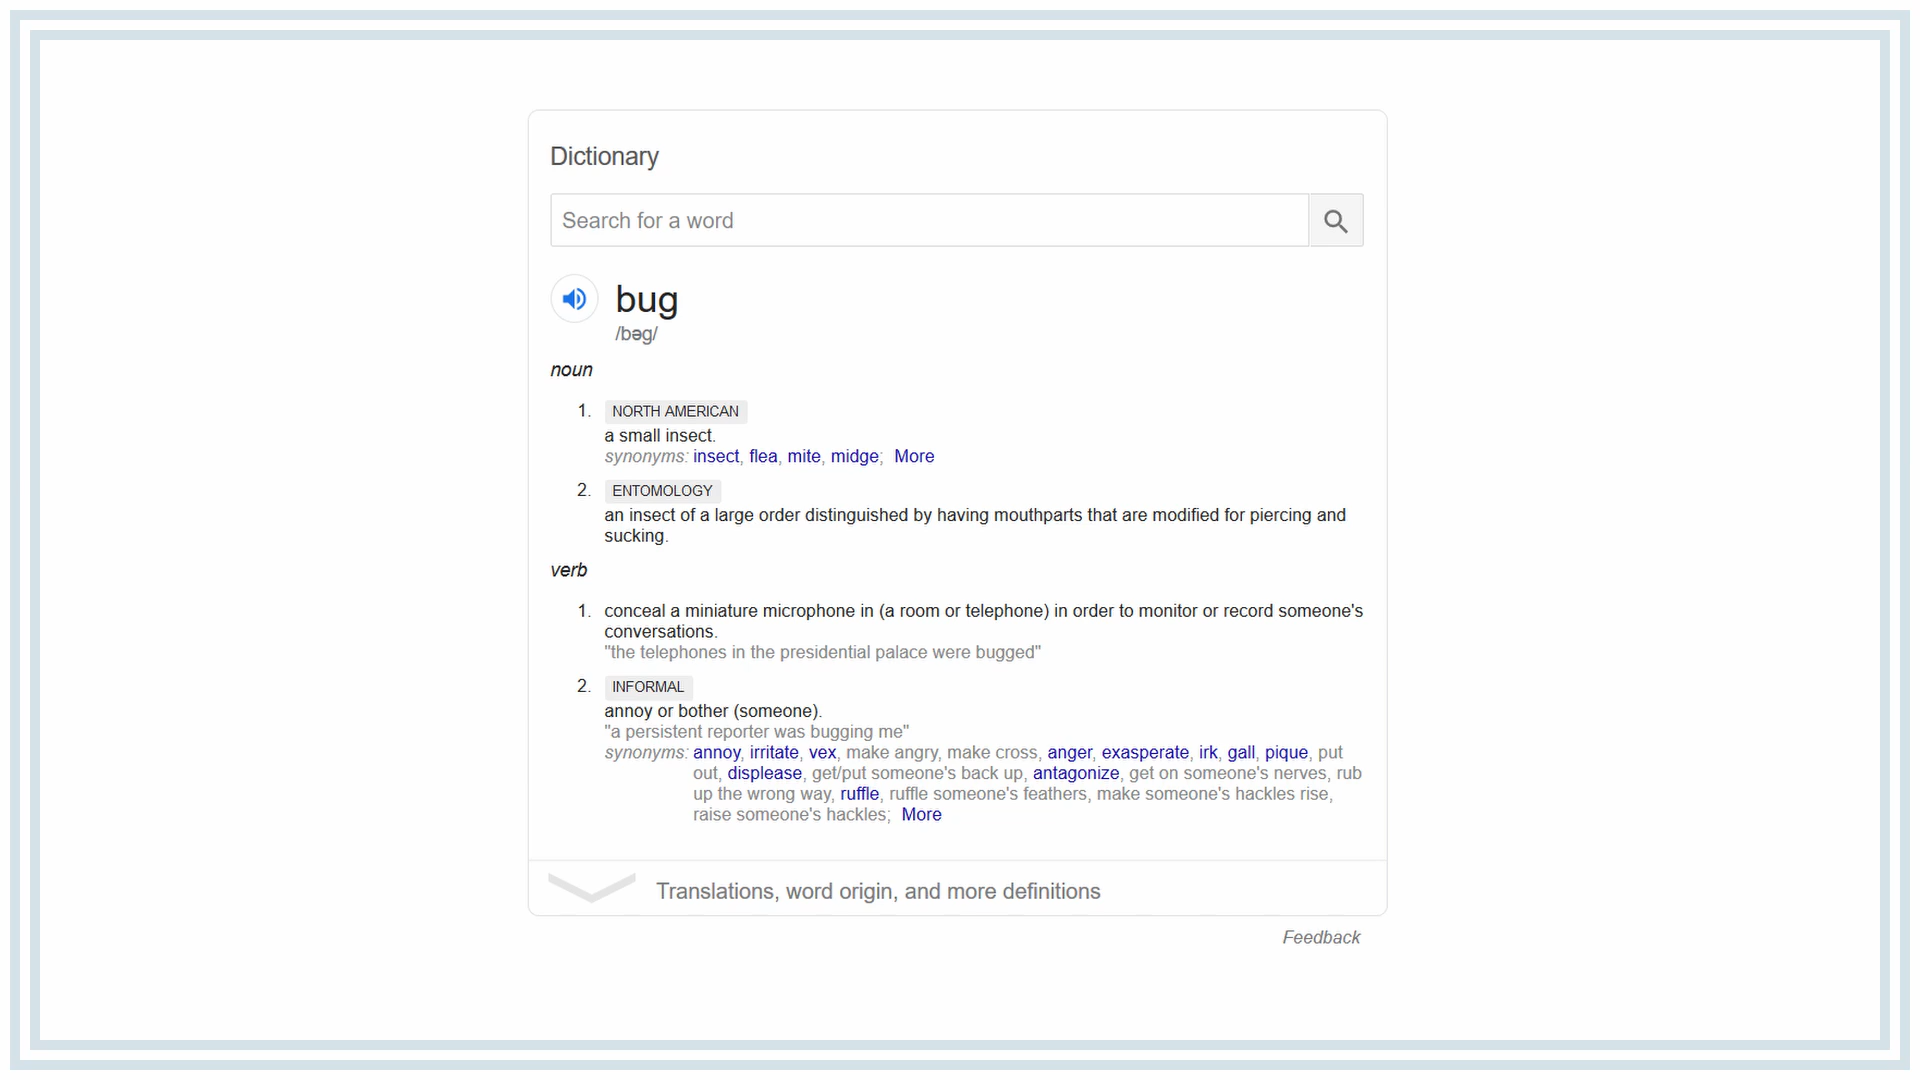 Dictionary
Search for a word
bug
/bəɡ/
noun
1. NORTH AMERICAN
a small insect.
synonyms: insect, flea, mite, midge; More
2. ENTOMOLOGY
an insect of a large order distinguished by having mouthparts that are modified for piercing and
sucking.
verb
1. conceal a miniature microphone in (a room or telephone) in order to monitor or record someone's
conversations.
"the telephones in the presidential palace were bugged"
2. INFORMAL
annoy or bother (someone).
"a persistent reporter was bugging me"
synonyms: annoy, irritate, vex, make angry, make cross, anger, exasperate, irk, gall, pique, put
out, displease, get/put someone's back up, antagonize, get on someone's nerves, rub
up the wrong way, ruffle, ruffle someone's feathers, make someone's hackles rise,
raise someone's hackles; More
Translations, word origin, and more definitions
Feedback